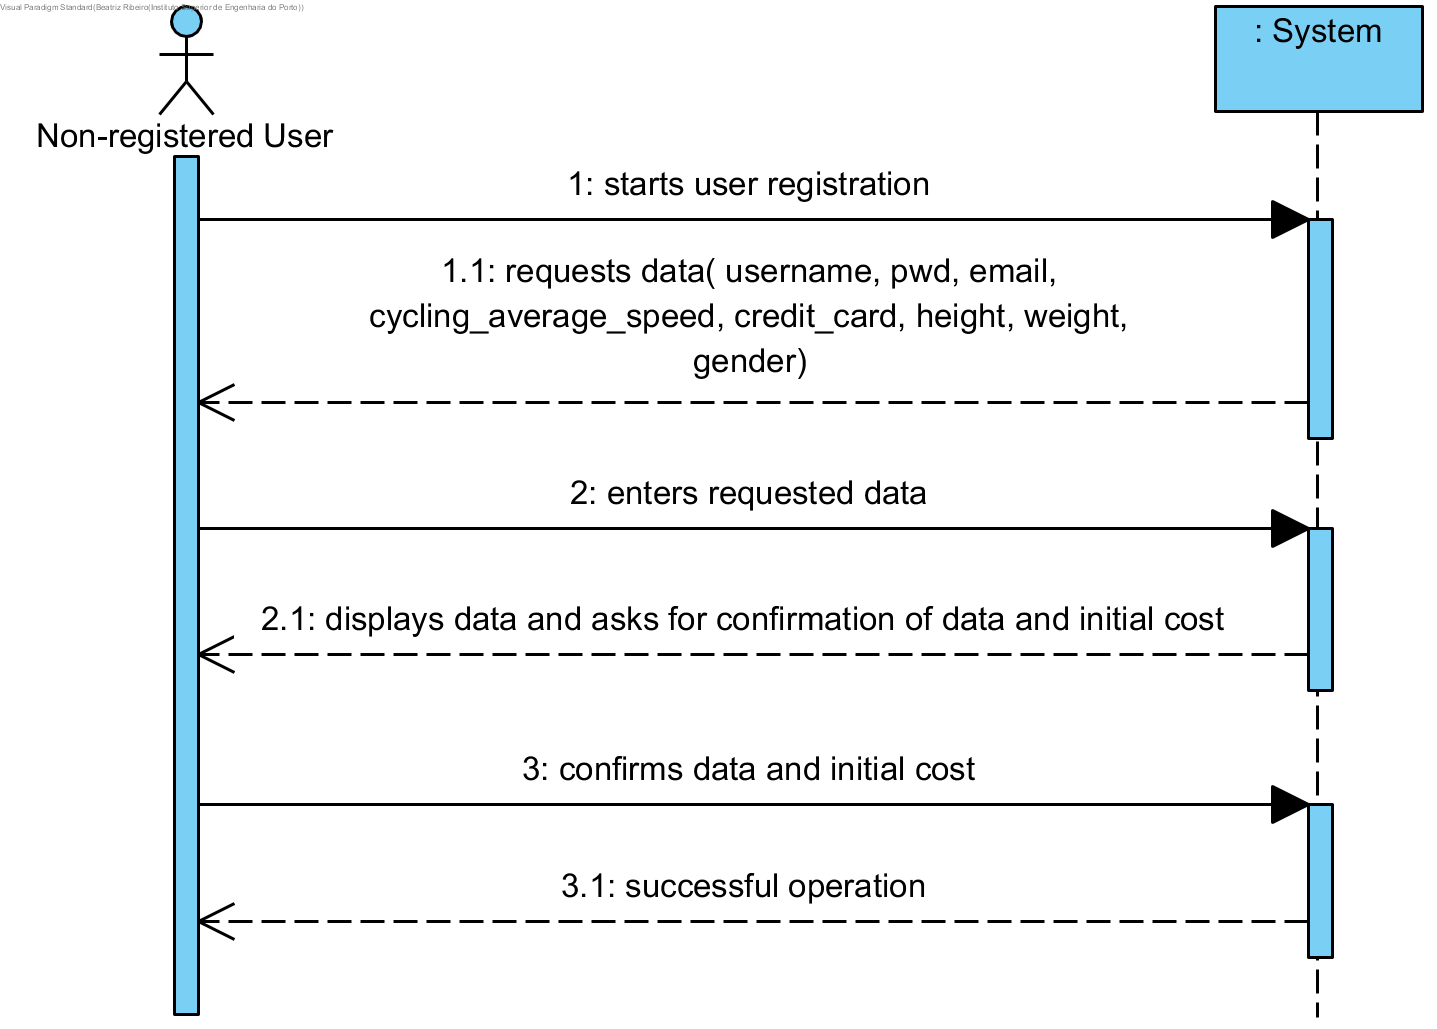 Visual Paradigm Standard(Beatriz Ribeiro(Instituto Superior de Engenharia do Porto))
: System
Non-registered User
1: starts user registration
1.1: requests data( username, pwd, email,
cycling_average_speed, credit_card, height, weight,
gender)
2: enters requested data
2.1: displays data and asks for confirmation of data and initial cost
3: confirms data and initial cost
3.1: successful operation